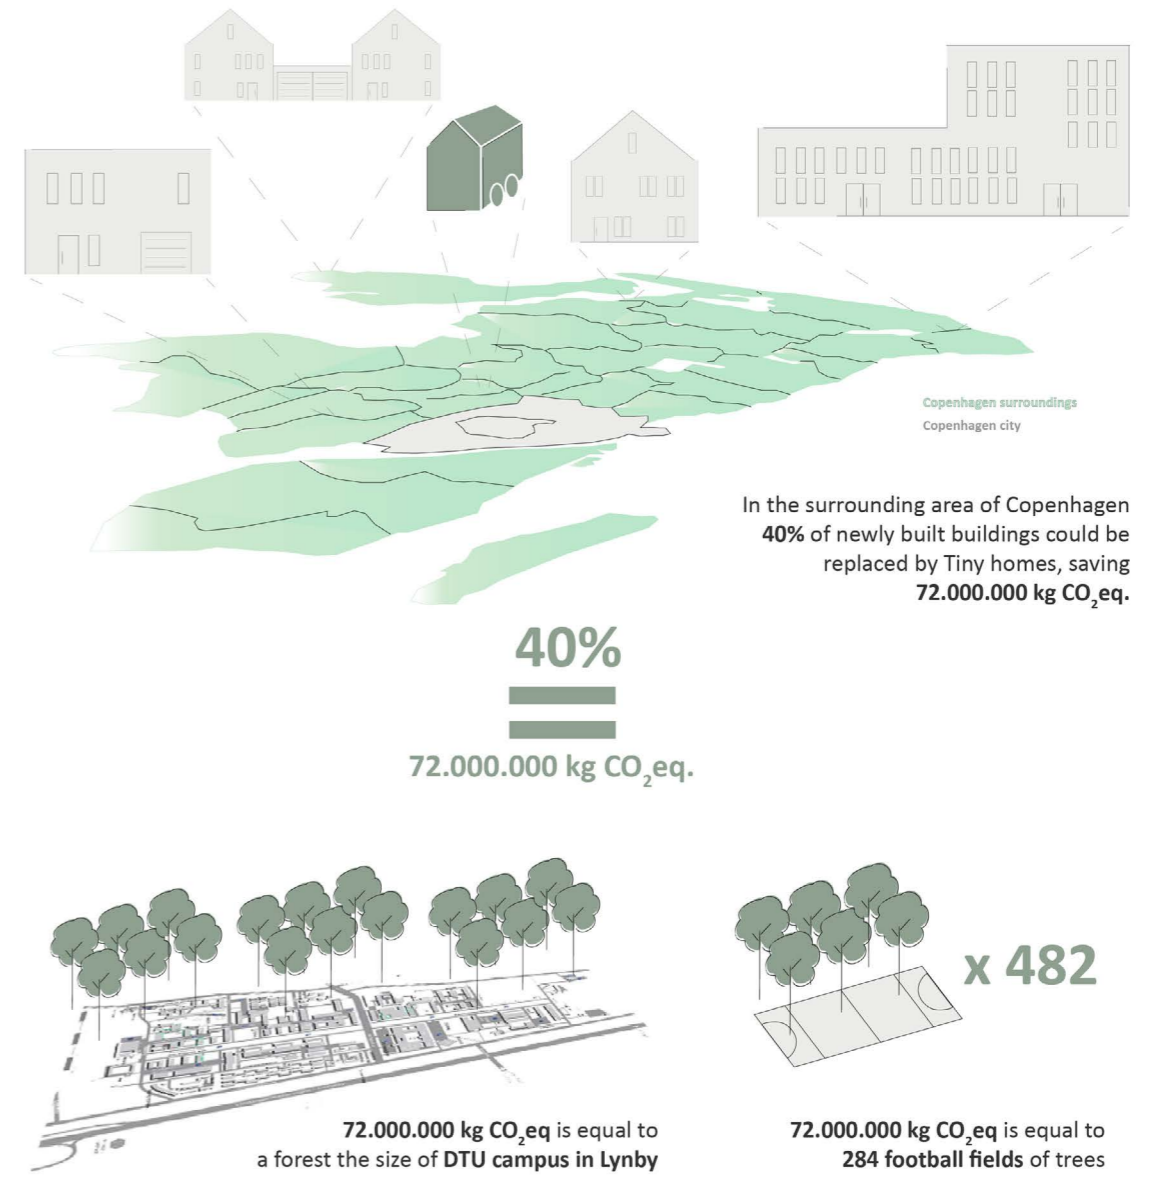 Copenhagen surroundings
Copenhagen city
In the surrounding area of Copenhagen
40% of newly built buildings could be
replaced by Tiny homes, saving
72.000.000 kg CO₂eq.
40%
72.000.000 kg CO₂eq.
x 482
72.000.000 kg CO₂eq is equal to
a forest the size of DTU campus in Lynby
72.000.000 kg CO₂eq is equal to
284 football fields of trees